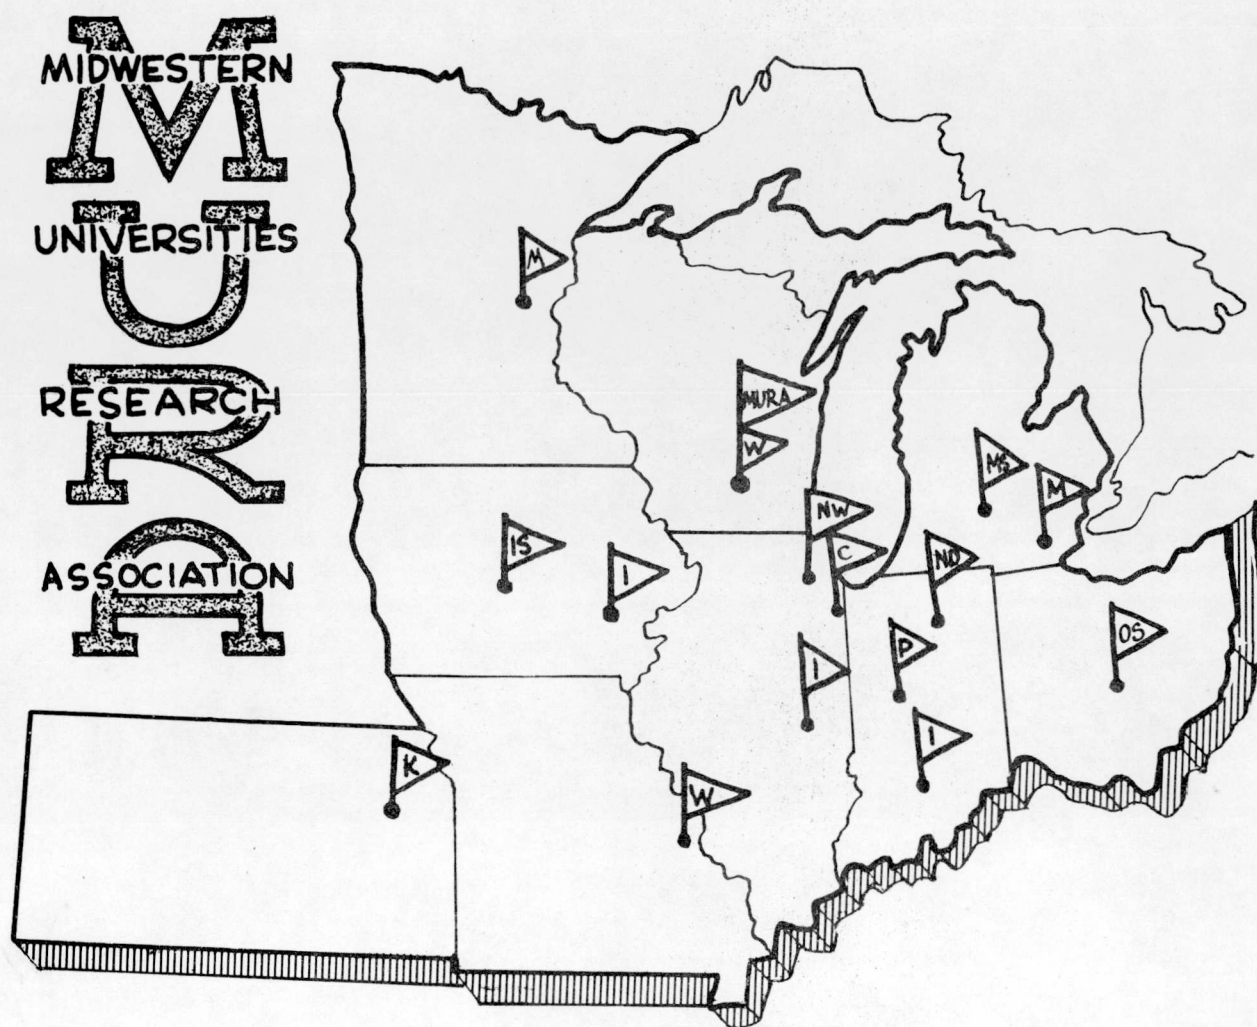 M
MIDWESTERN
U
UNIVERSITIES
R
RESEARCH
A
ASSOCIATION
M
MURA
W
MS
M
NW
C
ND
IS
I
OS
I
P
I
K
W